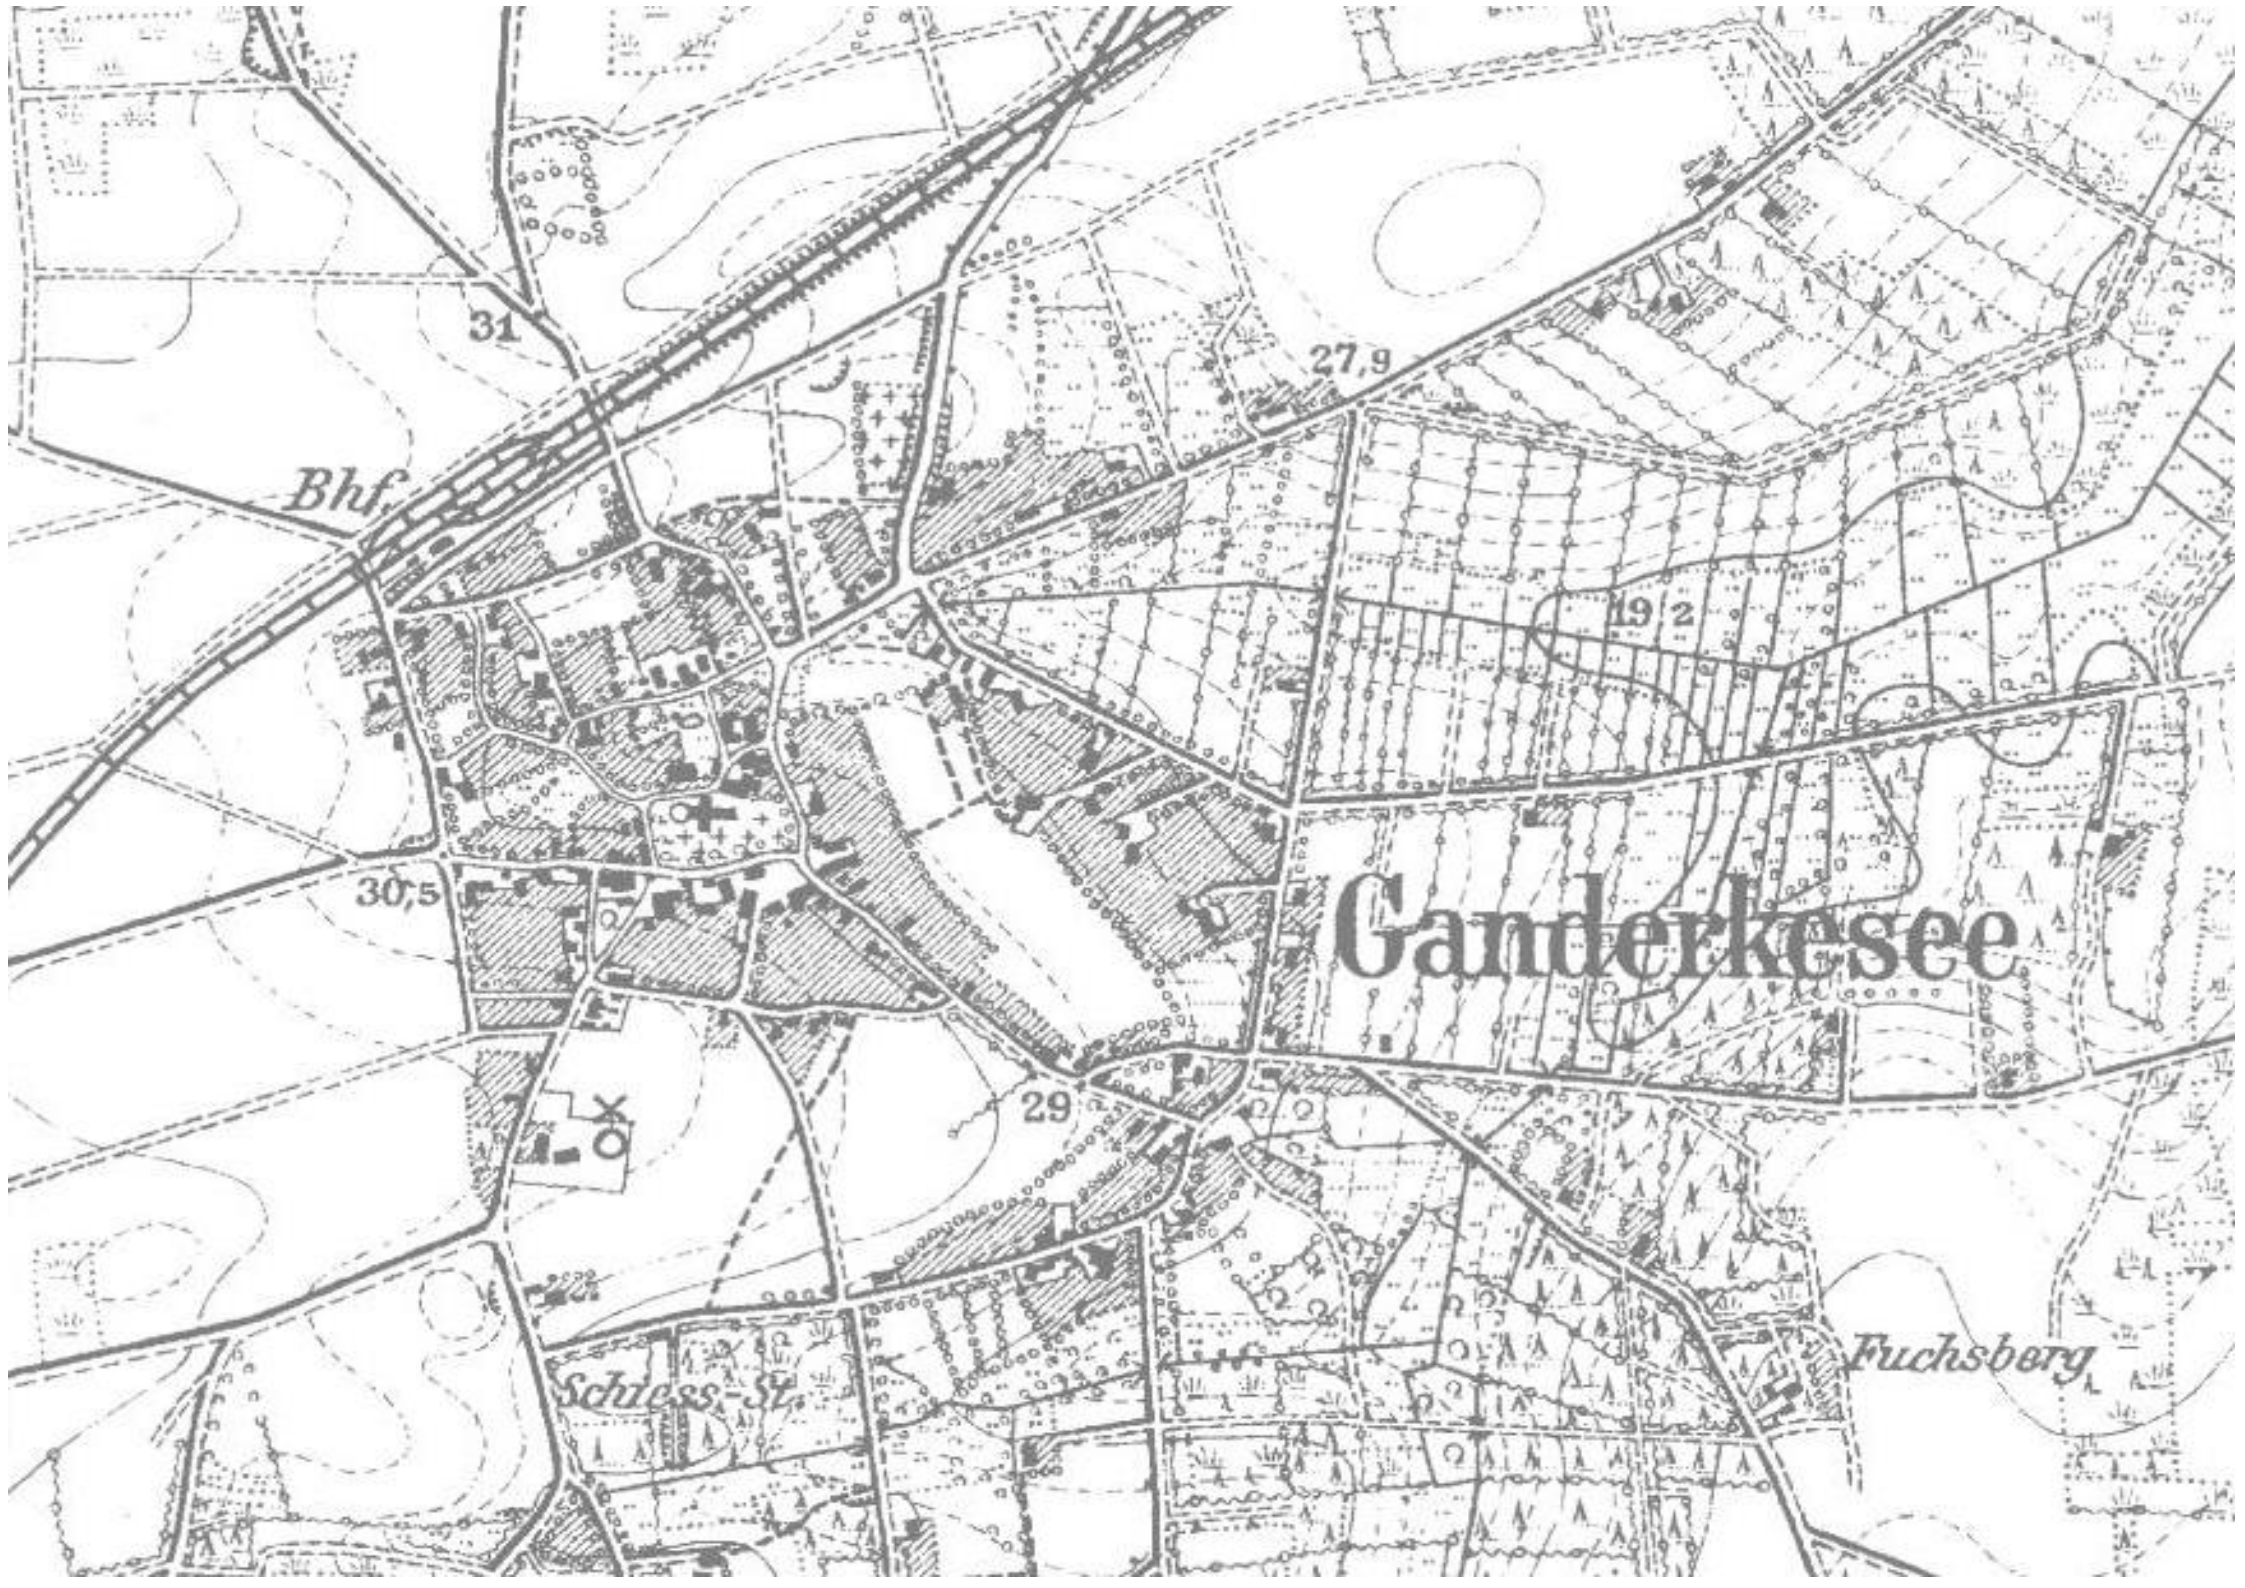 31
27,9
Bhf.
19 2
30,5
Ganderkesee
29
Fuchsberg
Schiess-St.